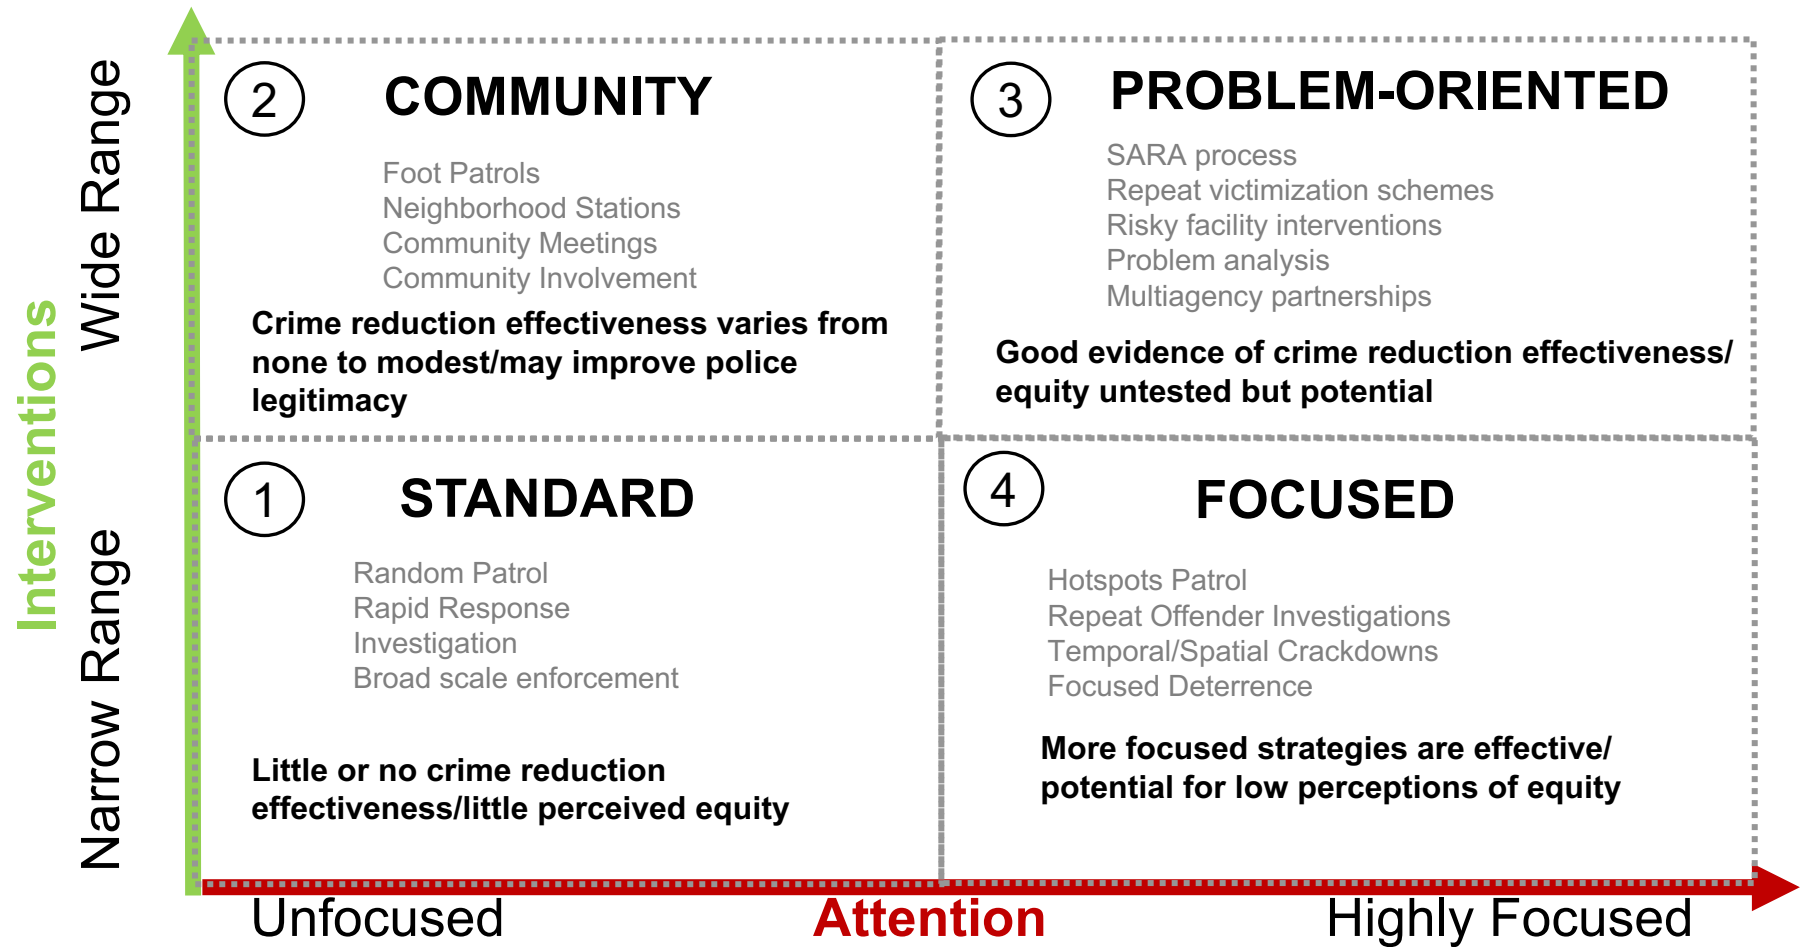 Interventions
Wide Range
Narrow Range
2
COMMUNITY
Foot Patrols
Neighborhood Stations
Community Meetings
Community Involvement
Crime reduction effectiveness varies from
none to modest/may improve police
legitimacy
3
PROBLEM-ORIENTED
SARA process
Repeat victimization schemes
Risky facility interventions
Problem analysis
Multiagency partnerships
Good evidence of crime reduction effectiveness/
equity untested but potential
1
STANDARD
Random Patrol
Rapid Response
Investigation
Broad scale enforcement
Little or no crime reduction
effectiveness/little perceived equity
4
FOCUSED
Hotspots Patrol
Repeat Offender Investigations
Temporal/Spatial Crackdowns
Focused Deterrence
More focused strategies are effective/
potential for low perceptions of equity
Unfocused
Attention
Highly Focused